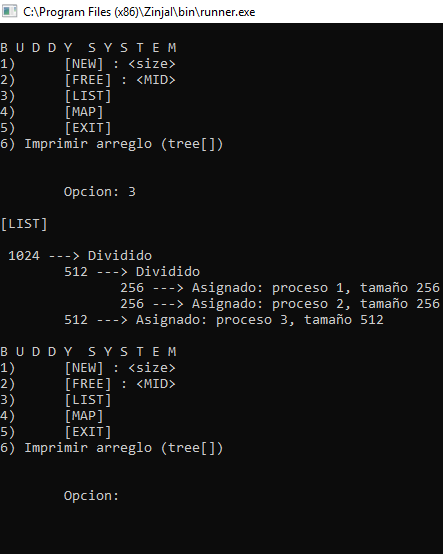 C:\Program Files (x86)\Zinjal\bin\runner.exe
B U D D Y   S Y S T E M
1)      [NEW] : <size>
2)      [FREE] : <MID>
3)      [LIST]
4)      [MAP]
5)      [EXIT]
6) Imprimir arreglo (tree[])
Opcion: 3
[LIST]
1024 ---> Dividido
512 ---> Dividido
256 ---> Asignado: proceso 1, tamaño 256
256 ---> Asignado: proceso 2, tamaño 256
512 ---> Asignado: proceso 3, tamaño 512
B U D D Y   S Y S T E M
1)      [NEW] : <size>
2)      [FREE] : <MID>
3)      [LIST]
4)      [MAP]
5)      [EXIT]
6) Imprimir arreglo (tree[])
Opcion: